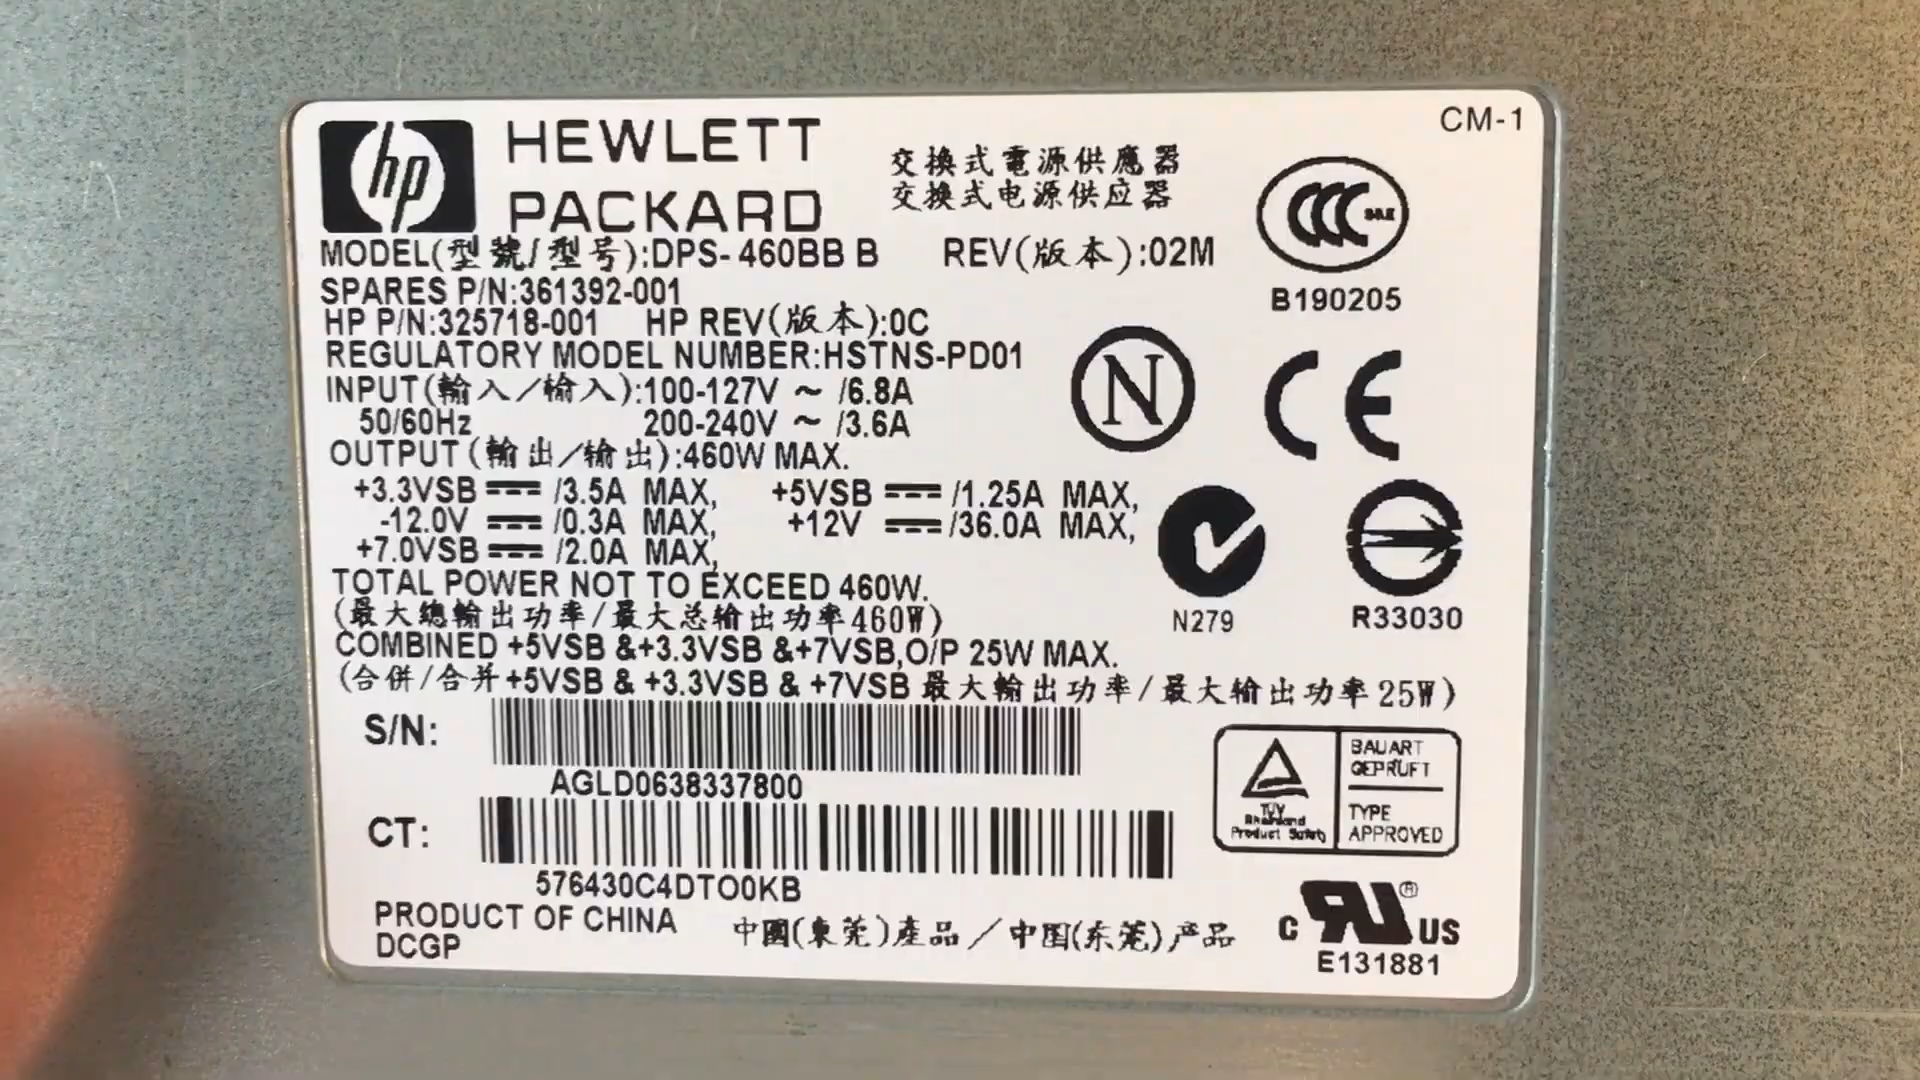 hp HEWLETT PACKARD
交換式電源供應器
交换式电源供应器
CM-1
MODEL(型號/型号):DPS-460BB B REV(版本):02M
SPARES P/N:361392-001
HP P/N:325718-001 HP REV(版本):0C
REGULATORY MODEL NUMBER:HSTNS-PD01
INPUT(輸入/输入):100-127V ~ /6.8A
50/60Hz 200-240V ~ /3.6A
OUTPUT(輸出/输出):460W MAX.
+3.3VSB ⎓ /3.5A MAX, +5VSB ⎓ /1.25A MAX,
-12.0V ⎓ /0.3A MAX, +12V ⎓ /36.0A MAX,
+7.0VSB ⎓ /2.0A MAX,
TOTAL POWER NOT TO EXCEED 460W.
(最大總輸出功率/最大总输出功率460W)
COMBINED +5VSB &+3.3VSB &+7VSB,O/P 25W MAX.
(合併/合并+5VSB & +3.3VSB & +7VSB 最大輸出功率/最大输出功率25W)
CCC S&E
B190205
N
CE
N279
R33030
S/N:
AGLD0638337800
CT:
576430C4DTO0KB
TÜV
Rheinland
Product Safety
BAUART
GEPRÜFT
TYPE
APPROVED
PRODUCT OF CHINA
DCGP
中國(東莞)產品/中国(东莞)产品
c RU ® US
E131881